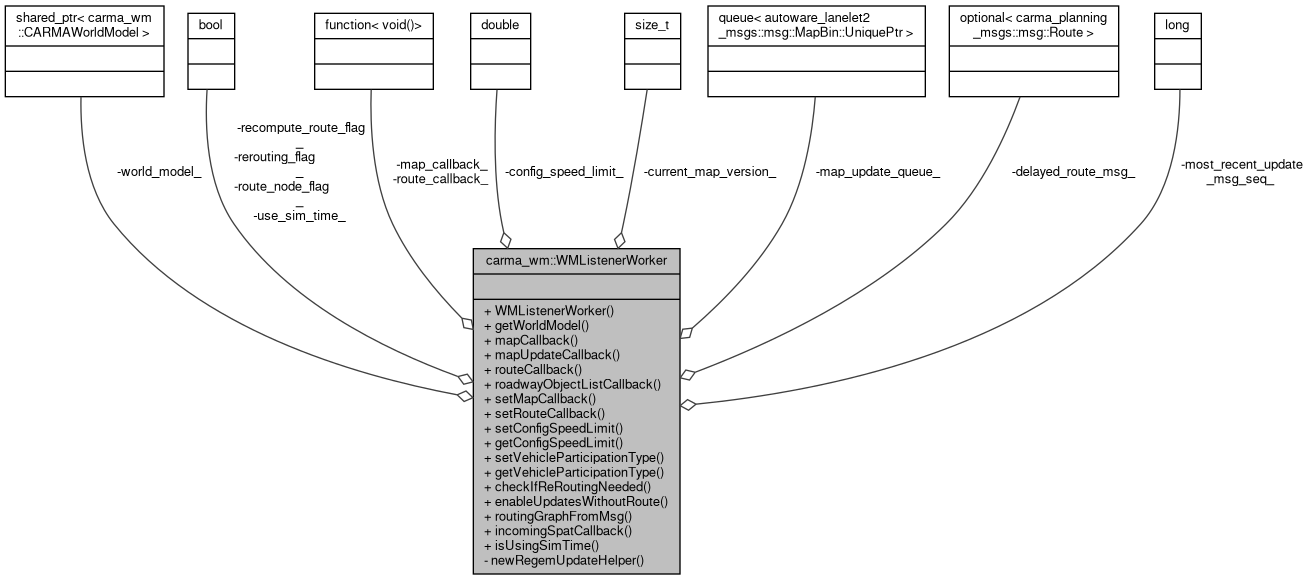 shared_ptr< carma_wm
::CARMAWorldModel >
bool
function< void()>
double
size_t
queue< autoware_lanelet2
_msgs::msg::MapBin::UniquePtr >
optional< carma_planning
_msgs::msg::Route >
long
-world_model_
-recompute_route_flag
_
-rerouting_flag
_
-route_node_flag
_
-use_sim_time_
-map_callback_
-route_callback_
-config_speed_limit_
-current_map_version_
-map_update_queue_
-delayed_route_msg_
-most_recent_update
_msg_seq_
carma_wm::WMListenerWorker
+ WMListenerWorker()
+ getWorldModel()
+ mapCallback()
+ mapUpdateCallback()
+ routeCallback()
+ roadwayObjectListCallback()
+ setMapCallback()
+ setRouteCallback()
+ setConfigSpeedLimit()
+ getConfigSpeedLimit()
+ setVehicleParticipationType()
+ getVehicleParticipationType()
+ checkIfReRoutingNeeded()
+ enableUpdatesWithoutRoute()
+ routingGraphFromMsg()
+ incomingSpatCallback()
+ isUsingSimTime()
- newRegemUpdateHelper()